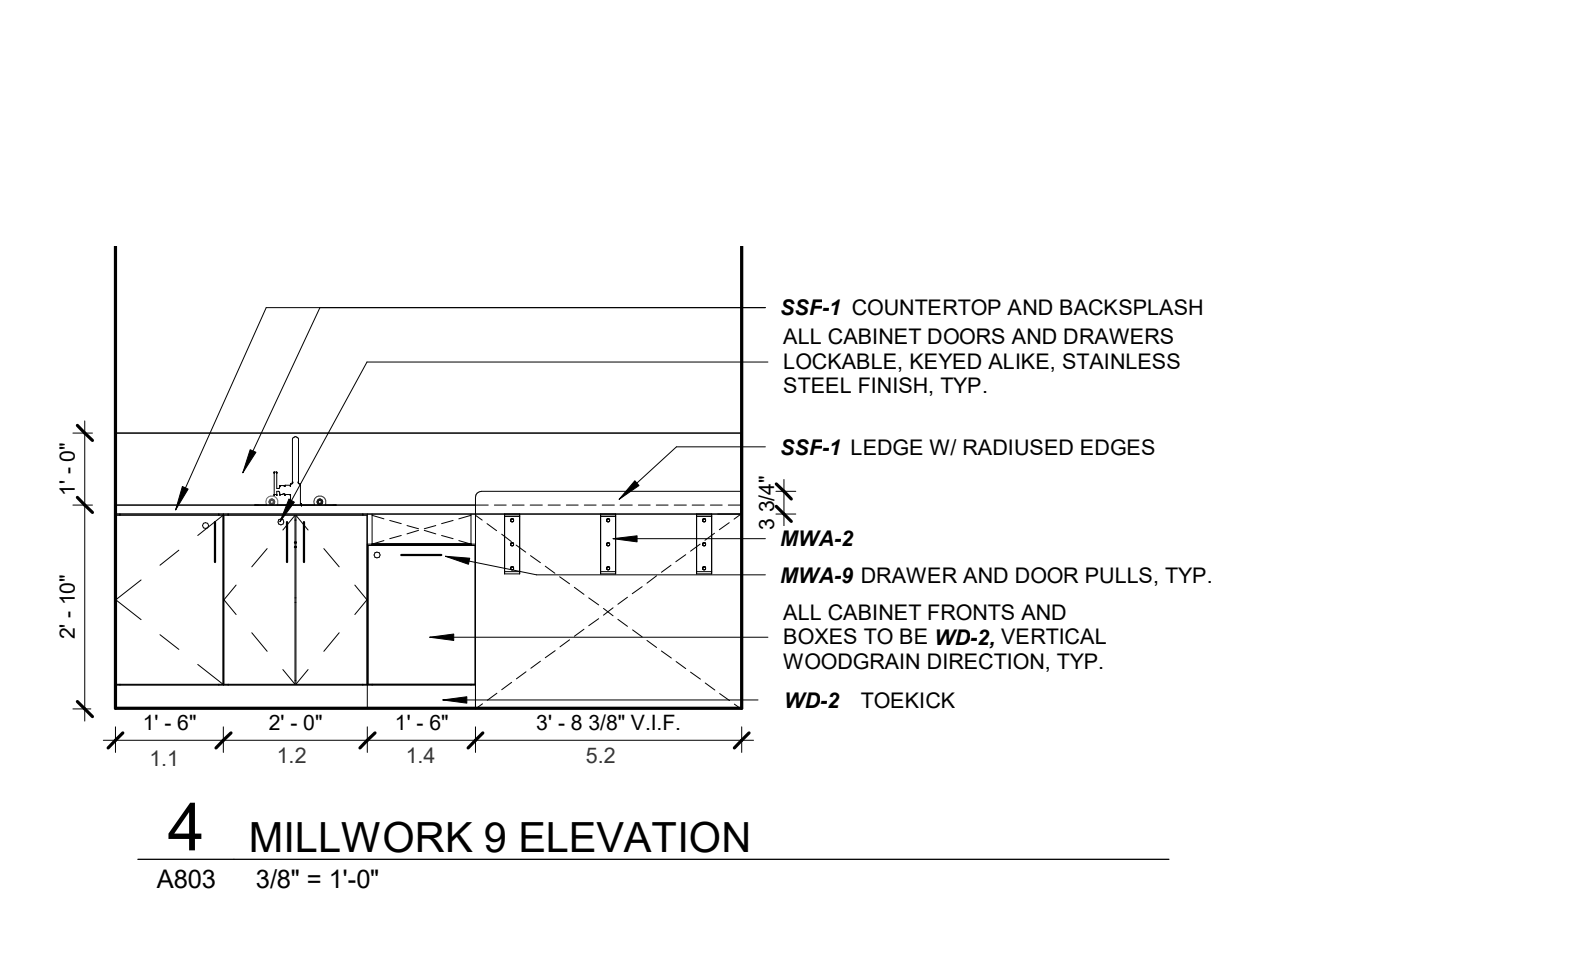 SSF-1 COUNTERTOP AND BACKSPLASH
ALL CABINET DOORS AND DRAWERS
LOCKABLE, KEYED ALIKE, STAINLESS
STEEL FINISH, TYP.
1' - 0"
SSF-1 LEDGE W/ RADIUSED EDGES
3 3/4"
MWA-2
MWA-9 DRAWER AND DOOR PULLS, TYP.
2' - 10"
ALL CABINET FRONTS AND
BOXES TO BE WD-2, VERTICAL
WOODGRAIN DIRECTION, TYP.
WD-2 TOEKICK
1' - 6" 2' - 0" 1' - 6" 3' - 8 3/8" V.I.F.
1.1 1.2 1.4 5.2
4 MILLWORK 9 ELEVATION
A803 3/8" = 1'-0"